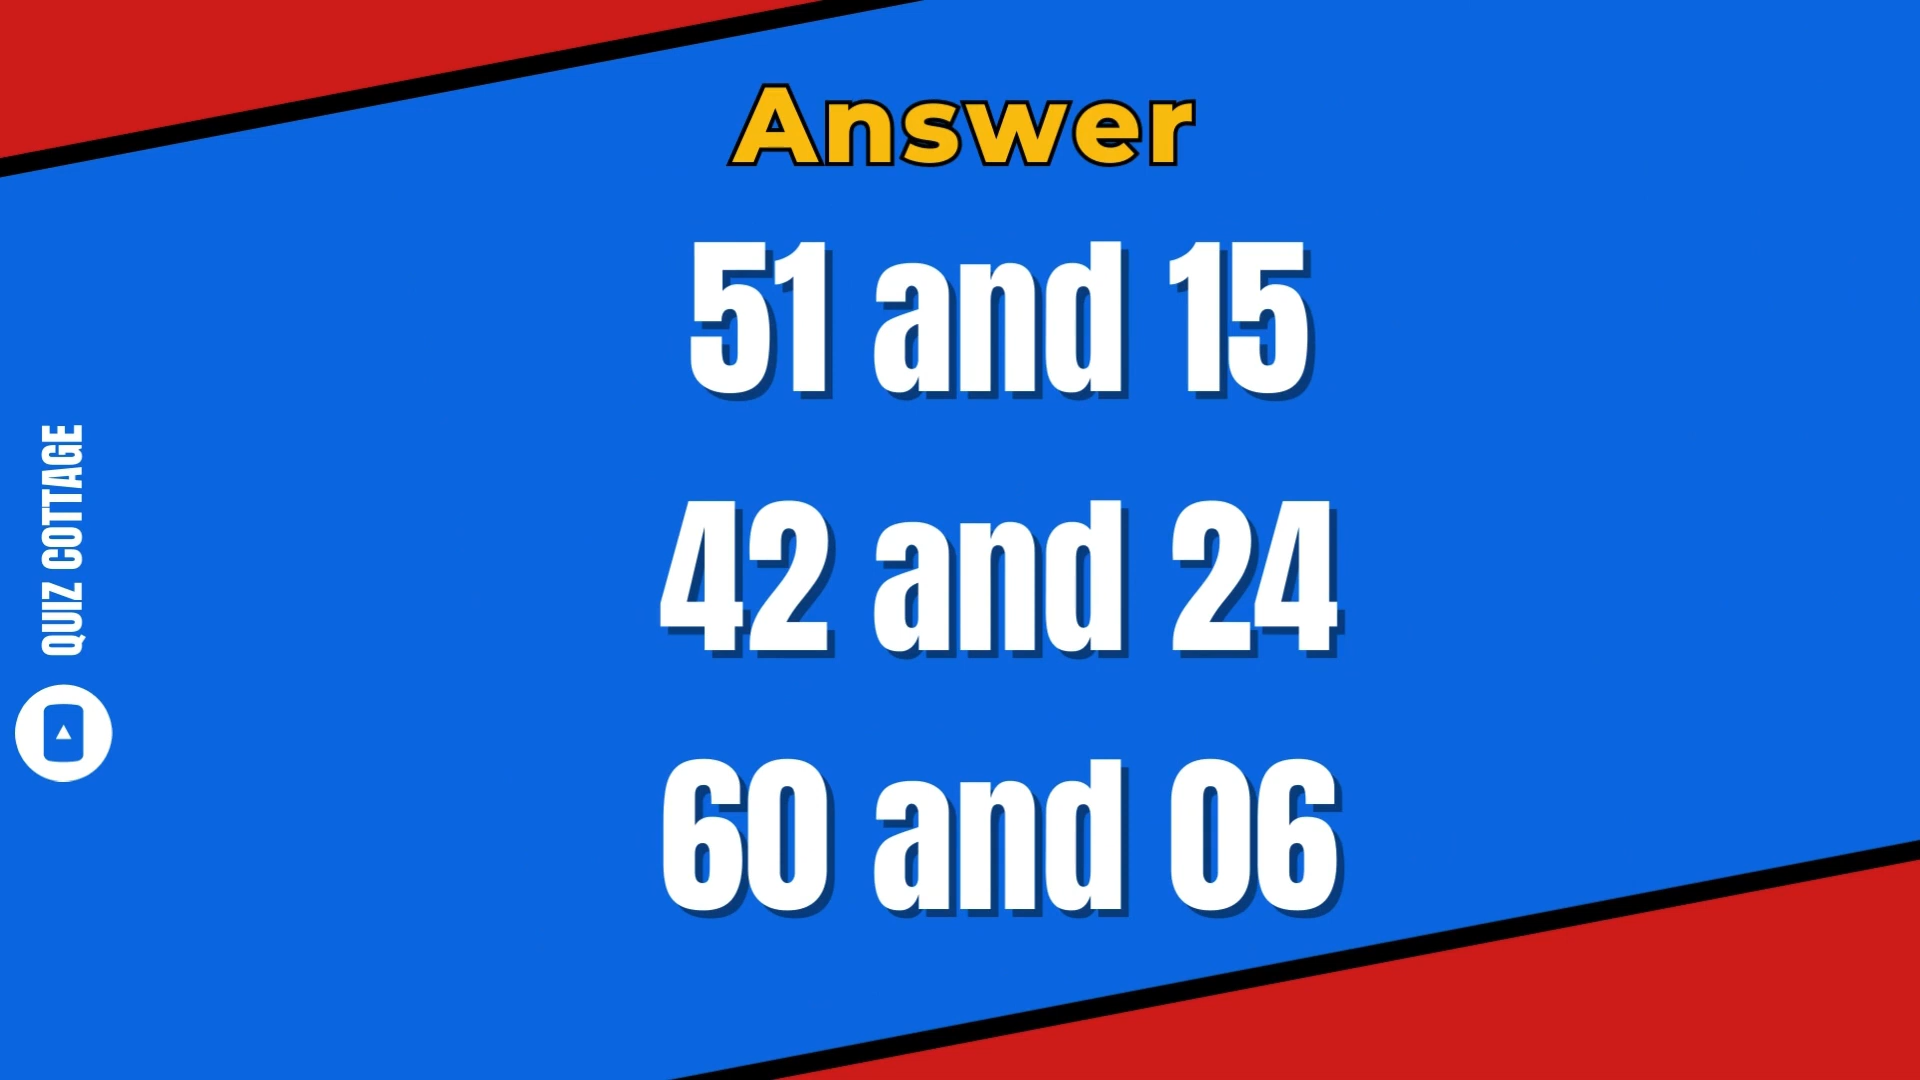 Answer
51 and 15
42 and 24
60 and 06
QUIZ COTTAGE